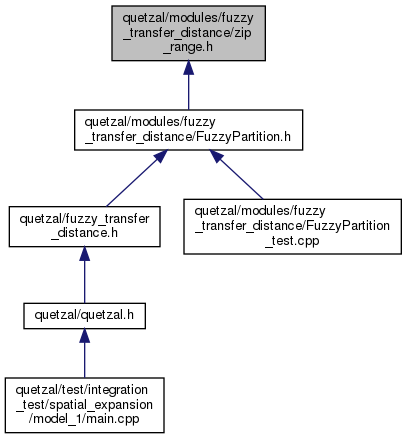 quetzal/modules/fuzzy
_transfer_distance/zip
_range.h
quetzal/modules/fuzzy
_transfer_distance/FuzzyPartition.h
quetzal/fuzzy_transfer
_distance.h
quetzal/modules/fuzzy
_transfer_distance/FuzzyPartition
_test.cpp
quetzal/quetzal.h
quetzal/test/integration
_test/spatial_expansion
/model_1/main.cpp